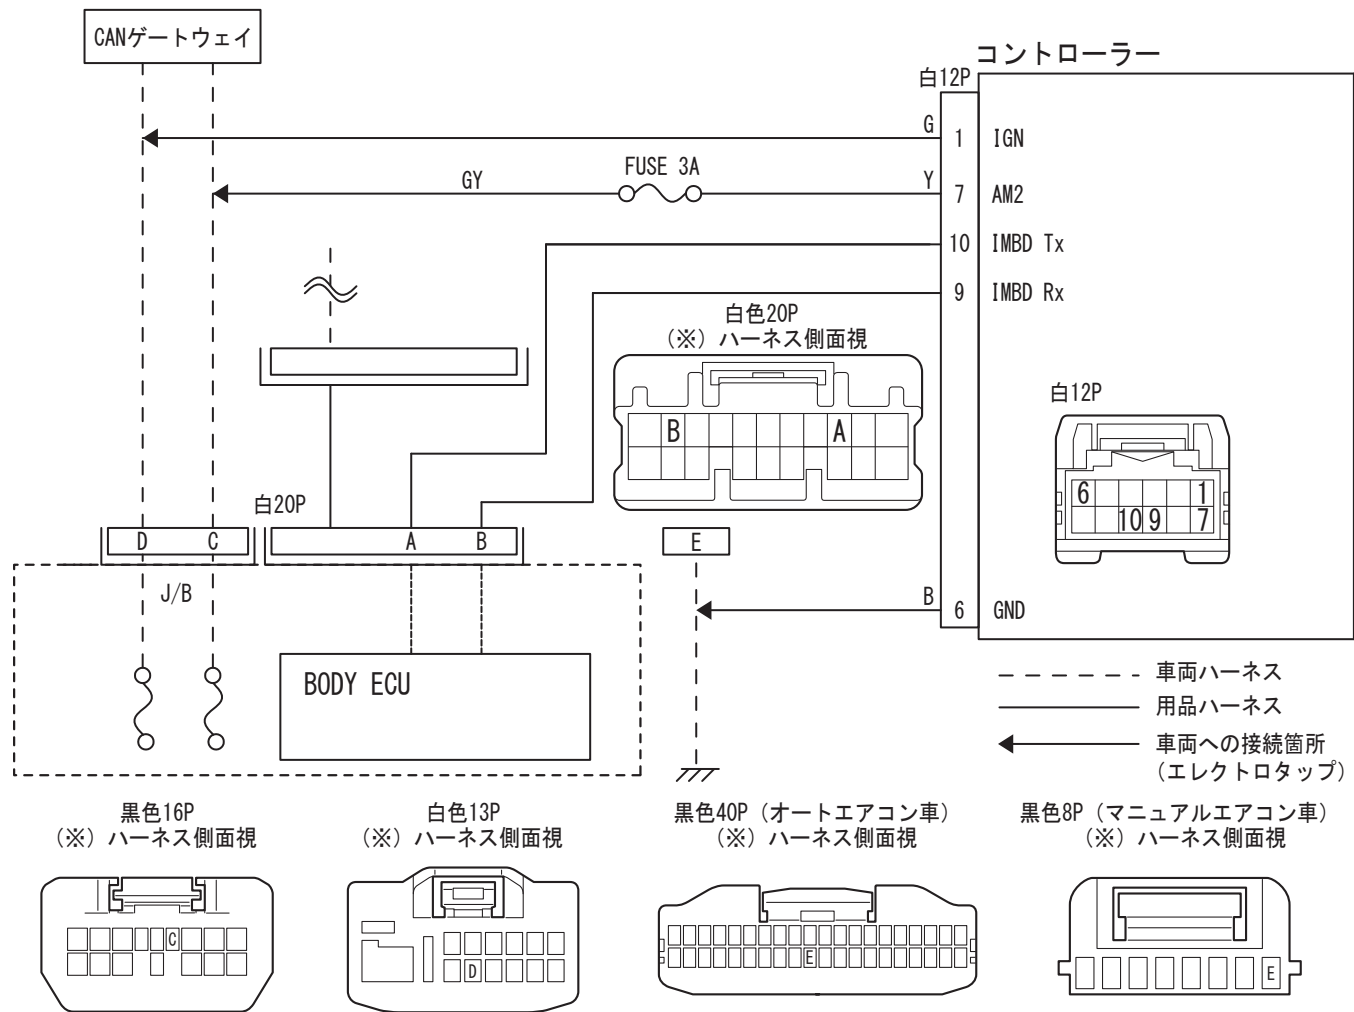 CANゲートウェイ
コントローラー
白12P
G
1
IGN
FUSE 3A
GY
Y
7
AM2
10
IMBD Tx
9
IMBD Rx
白色20P
(※) ハーネス側面視
B
A
白12P
6
1
10
9
7
白20P
D
C
A
B
E
J/B
B
6
GND
BODY ECU
車両ハーネス
用品ハーネス
車両への接続箇所
(エレクトロタップ)
黒色16P
(※) ハーネス側面視
C
白色13P
(※) ハーネス側面視
D
黒色40P (オートエアコン車)
(※) ハーネス側面視
E
黒色8P (マニュアルエアコン車)
(※) ハーネス側面視
E